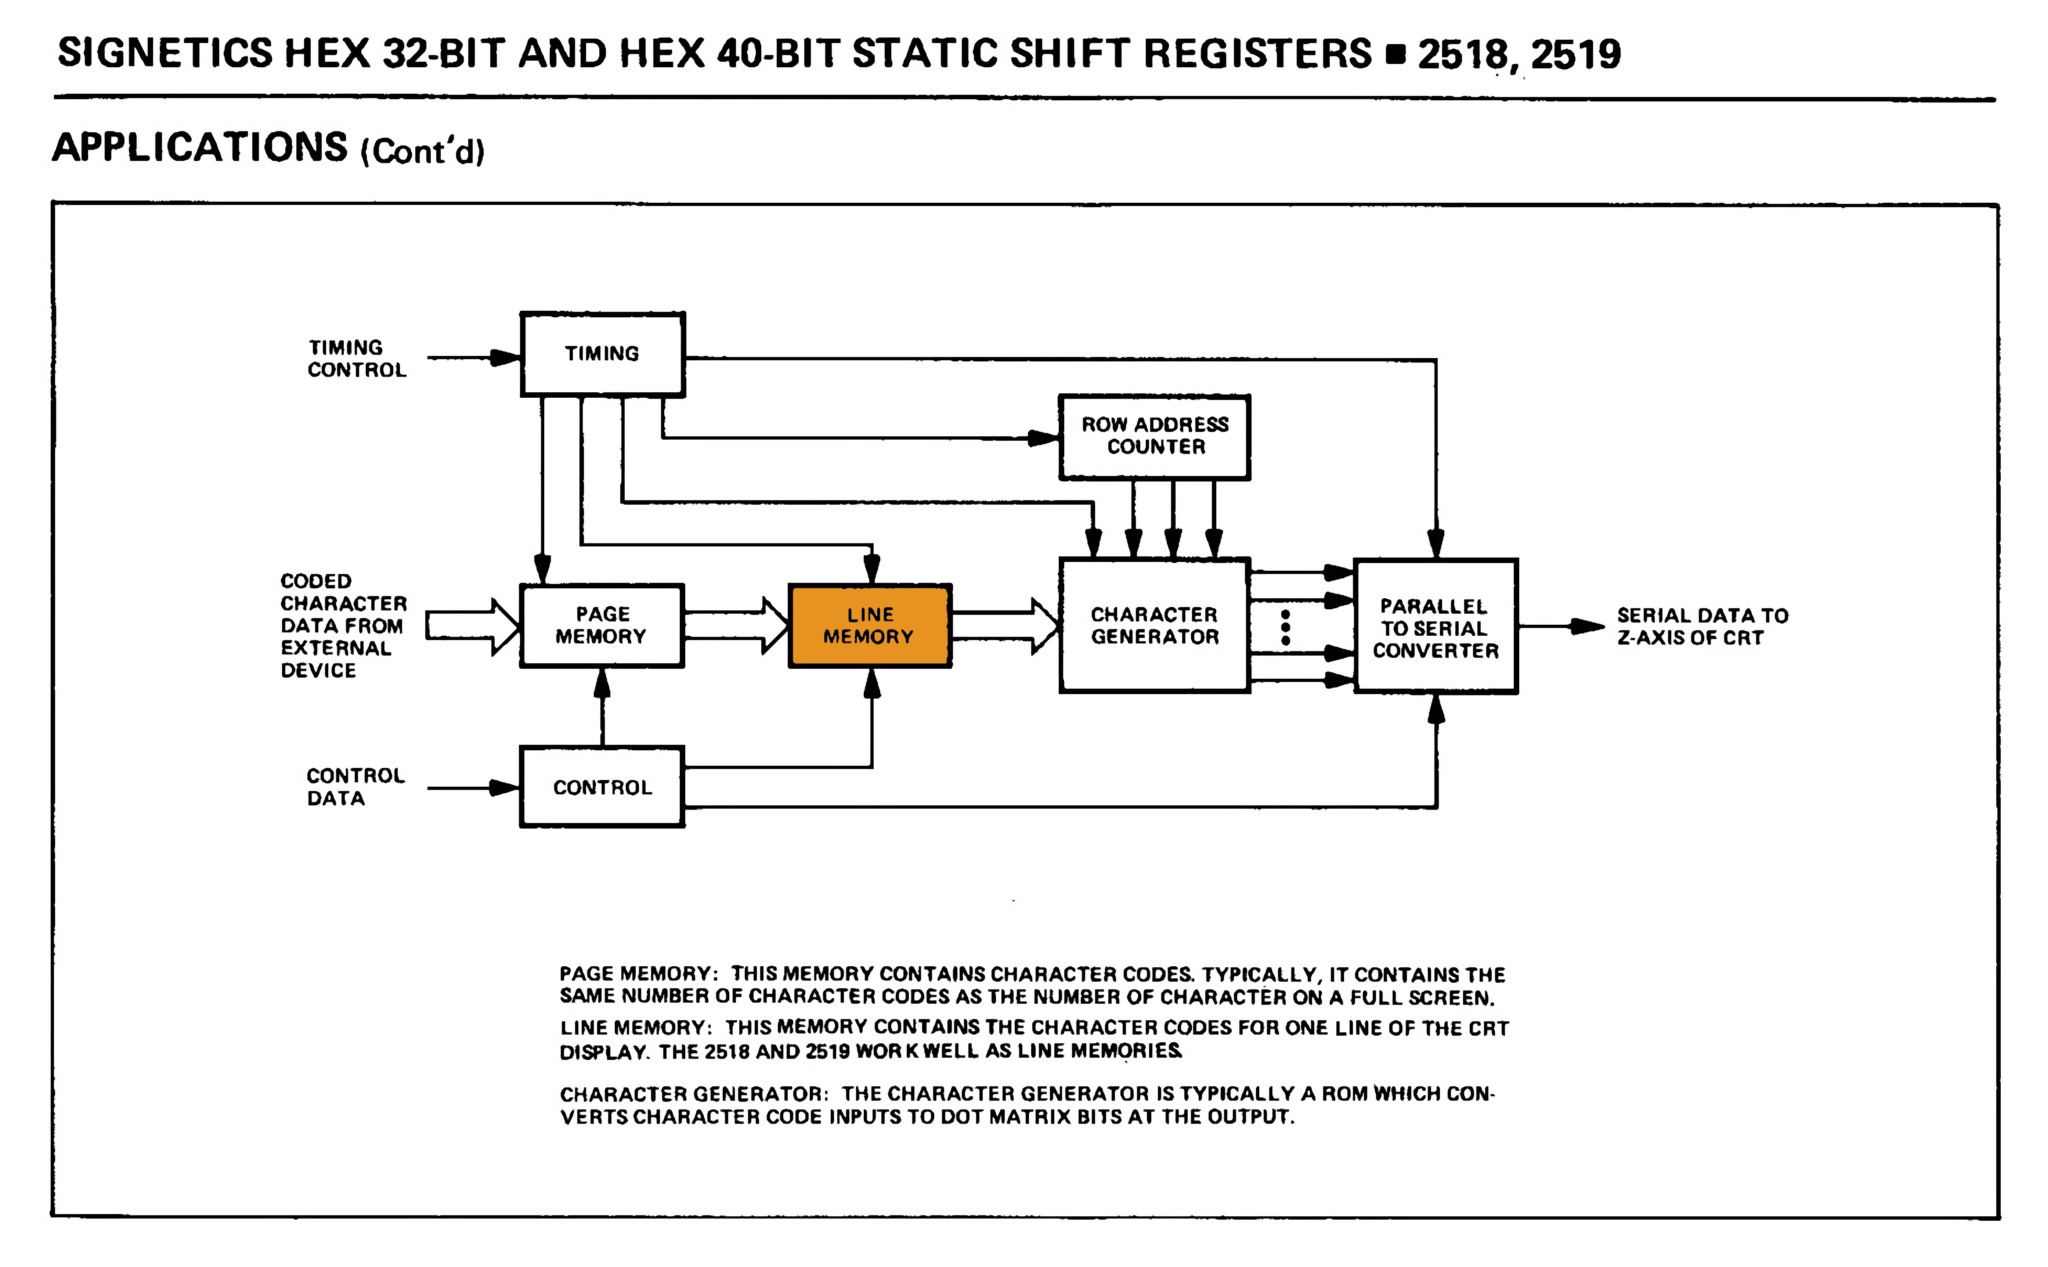 SIGNETICS HEX 32-BIT AND HEX 40-BIT STATIC SHIFT REGISTERS ■ 2518, 2519
APPLICATIONS (Cont'd)
TIMING
CONTROL
TIMING
ROW ADDRESS
COUNTER
CODED
CHARACTER
DATA FROM
EXTERNAL
DEVICE
PAGE
MEMORY
LINE
MEMORY
CHARACTER
GENERATOR
PARALLEL
TO SERIAL
CONVERTER
SERIAL DATA TO
Z-AXIS OF CRT
CONTROL
DATA
CONTROL
PAGE MEMORY: THIS MEMORY CONTAINS CHARACTER CODES. TYPICALLY, IT CONTAINS THE
SAME NUMBER OF CHARACTER CODES AS THE NUMBER OF CHARACTER ON A FULL SCREEN.
LINE MEMORY: THIS MEMORY CONTAINS THE CHARACTER CODES FOR ONE LINE OF THE CRT
DISPLAY. THE 2518 AND 2519 WORK WELL AS LINE MEMORIES.
CHARACTER GENERATOR: THE CHARACTER GENERATOR IS TYPICALLY A ROM WHICH CON-
VERTS CHARACTER CODE INPUTS TO DOT MATRIX BITS AT THE OUTPUT.